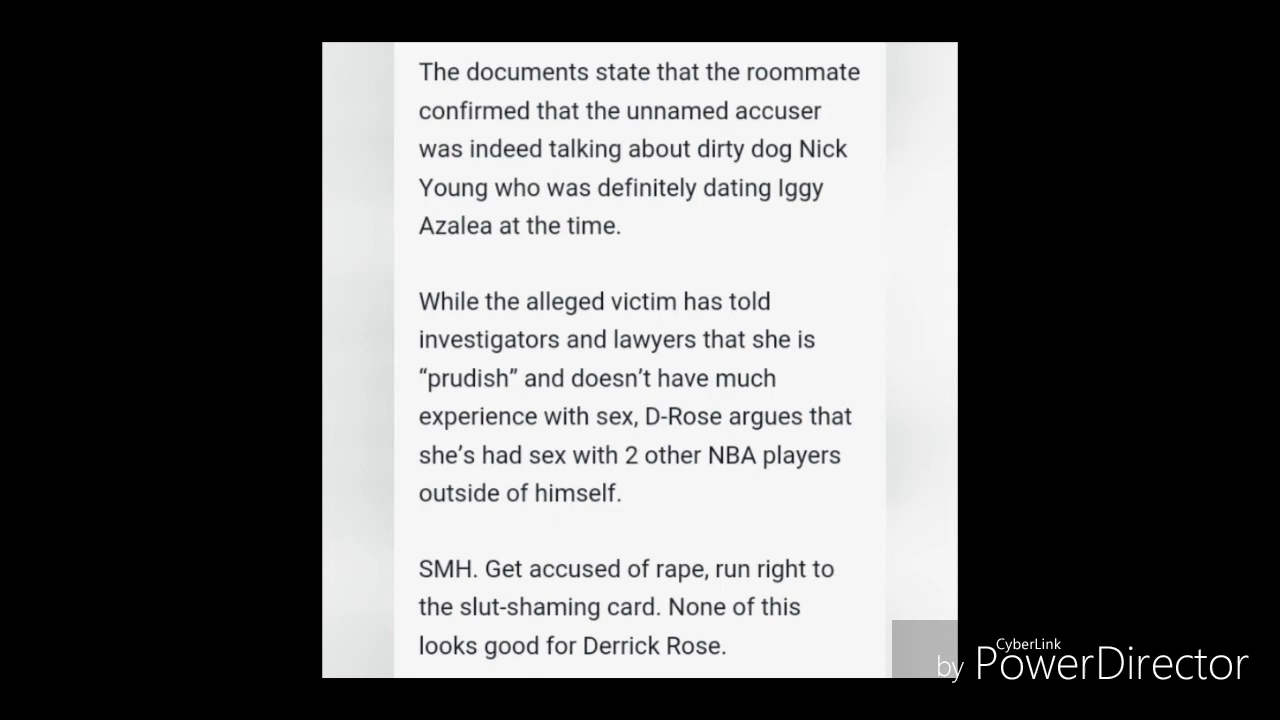 The documents state that the roommate
confirmed that the unnamed accuser
was indeed talking about dirty dog Nick
Young who was definitely dating Iggy
Azalea at the time.
While the alleged victim has told
investigators and lawyers that she is
“prudish” and doesn’t have much
experience with sex, D-Rose argues that
she’s had sex with 2 other NBA players
outside of himself.
SMH. Get accused of rape, run right to
the slut-shaming card. None of this
looks good for Derrick Rose.
CyberLink
by PowerDirector